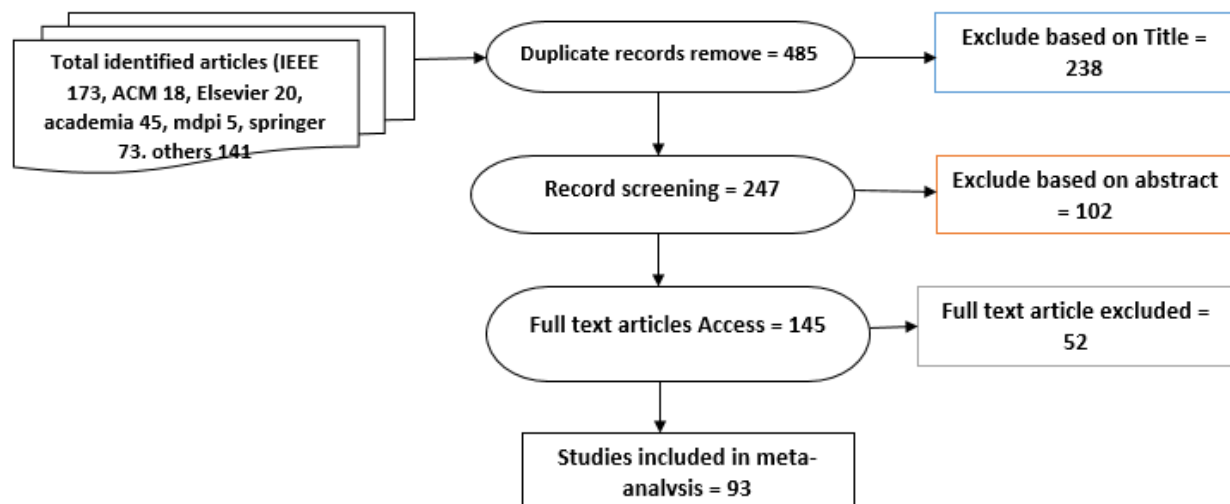 Total identified articles (IEEE
173, ACM 18, Elsevier 20,
academia 45, mdpi 5, springer
73. others 141
Duplicate records remove = 485
Exclude based on Title =
238
Record screening = 247
Exclude based on abstract
= 102
Full text articles Access = 145
Full text article excluded =
52
Studies included in meta-
analysis = 93